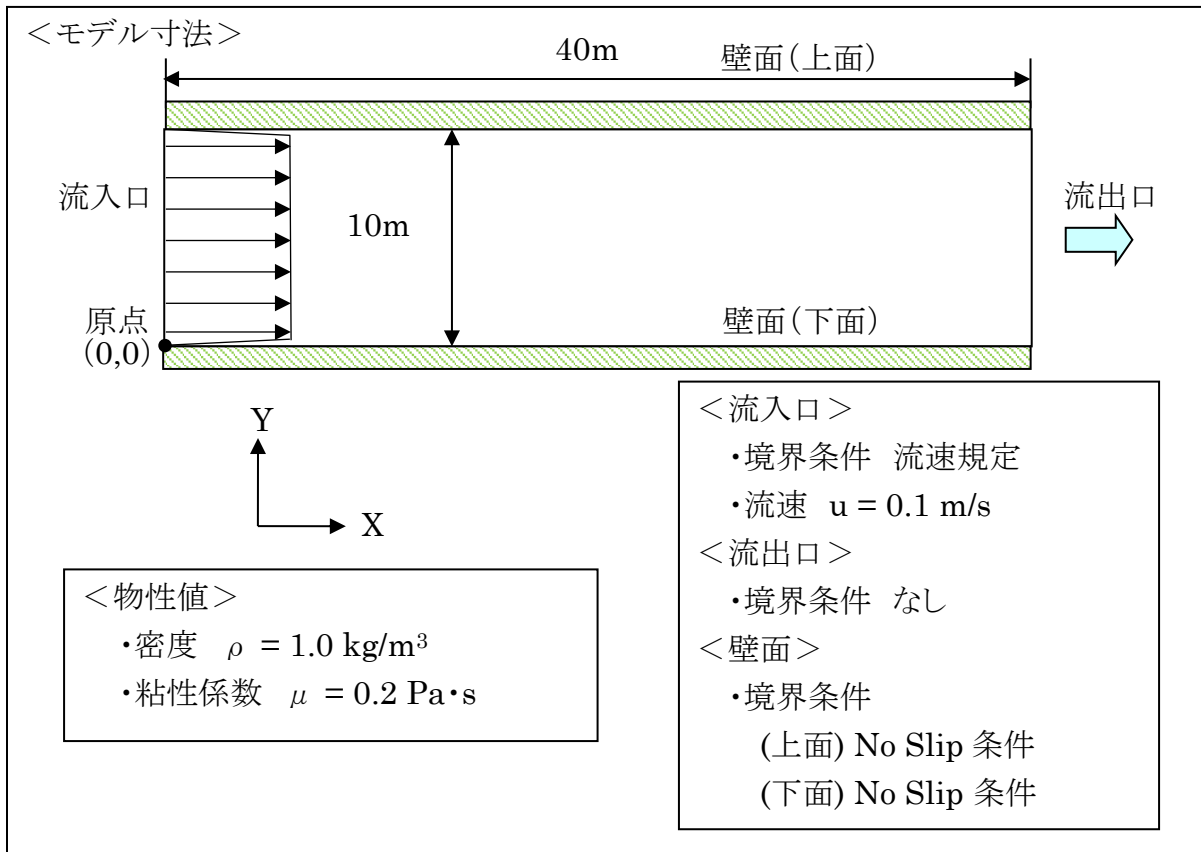 <モデル寸法>
40m
壁面(上面)
流入口
10m
流出口
原点
(0,0)
壁面(下面)
Y
X
<物性値>
・密度 ρ = 1.0 kg/m³
・粘性係数 μ = 0.2 Pa・s
<流入口>
・境界条件 流速規定
・流速 u = 0.1 m/s
<流出口>
・境界条件 なし
<壁面>
・境界条件
(上面) No Slip 条件
(下面) No Slip 条件